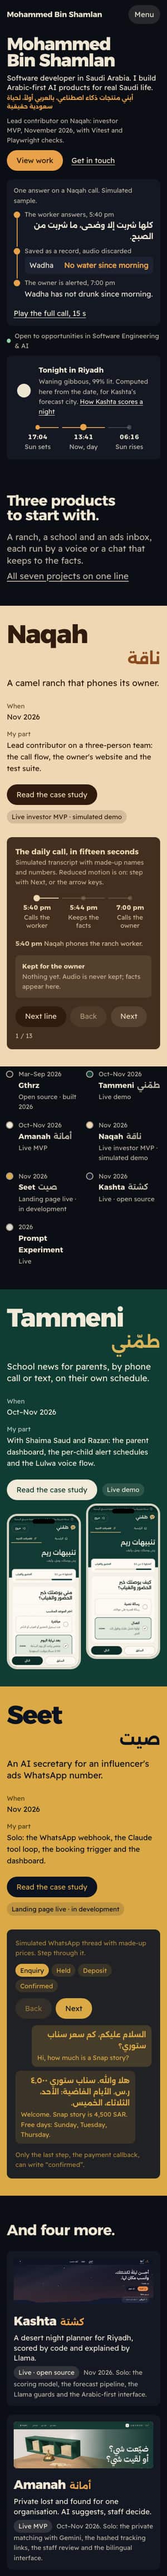 Mohammed Bin Shamlan
Menu
Mohammed
Bin Shamlan
Software developer in Saudi Arabia. I build
Arabic-first AI products for real Saudi life.
أبني منتجات ذكاء اصطناعي، بالعربي أولًا، لحياة
سعودية حقيقية
Lead contributor on Naqah: investor
MVP, November 2026, with Vitest and
Playwright checks.
View work
Get in touch
One answer on a Naqah call. Simulated
sample.
The worker answers, 5:40 pm
كلها شربت إلا وضحى، ما شربت من
الصبح.
Saved as a record, audio discarded
Wadha
No water since morning
The owner is alerted, 7:00 pm
Wadha has not drunk since morning.
Play the full call, 15 s
Open to opportunities in Software Engineering
& AI
Tonight in Riyadh
Waning gibbous, 99% lit. Computed
here from the date, for Kashta's
forecast city. How Kashta scores a
night
17:04
Sun sets
13:41
Now, day
06:16
Sun rises
Three products
to start with.
A ranch, a school and an ads inbox,
each run by a voice or a chat that
keeps to the facts.
All seven projects on one line
Naqah
ناقة
A camel ranch that phones its owner.
When
Nov 2026
My part
Lead contributor on a three-person team:
the call flow, the owner's website and the
test suite.
Read the case study
Live investor MVP · simulated demo
The daily call, in fifteen seconds
Simulated transcript with made-up names
and numbers. Reduced motion is on: step
with Next, or the arrow keys.
5:40 pm
Calls the
worker
5:44 pm
Keeps the
facts
7:00 pm
Calls the
owner
5:40 pm Naqah phones the ranch worker.
Kept for the owner
Nothing yet. Audio is never kept; facts
appear here.
Next line
Back
Next
1 / 13
Mar–Sep 2026
Gthrz
Open source · built
2026
Oct–Nov 2026
Tammeni طمّني
Live demo
Oct–Nov 2026
Amanah أمانة
Live MVP
Nov 2026
Naqah ناقة
Live investor MVP ·
simulated demo
Nov 2026
Seet صيت
Landing page live ·
in development
Nov 2026
Kashta كشتة
Live · open source
2026
Prompt
Experiment
Live
Tammeni
طمّني
School news for parents, by phone
call or text, on their own schedule.
When
Oct–Nov 2026
My part
With Shaima Saud and Razan: the parent
dashboard, the per-child alert schedules
and the Lulwa voice flow.
Read the case study
Live demo
طمّني
تنبيهات ريم
متى يوصلك
الحضور والغياب؟
طمّني
تنبيهات ريم
كيف يوصلك
الحضور والغياب؟
Seet
صيت
An AI secretary for an influencer's
ads WhatsApp number.
When
Nov 2026
My part
Solo: the WhatsApp webhook, the Claude
tool loop, the booking trigger and the
dashboard.
Read the case study
Landing page live · in development
Simulated WhatsApp thread with made-up
prices. Step through it.
Enquiry
Held
Deposit
Confirmed
Back
Next
السلام عليكم، كم سعر سناب
ستوري؟
Hi, how much is a Snap story?
هلا والله، سناب ستوري ٤٬٥٠٠
ر.س. الأيام الفاضية: الأحد،
الثلاثاء، الخميس.
Welcome. Snap story is 4,500 SAR.
Free days: Sunday, Tuesday,
Thursday.
Only the last step, the payment callback,
can write "confirmed".
And four more.
Kashta كشتة
A desert night planner for Riyadh,
scored by code and explained by
Llama.
Live · open source Nov 2026. Solo: the
scoring model, the forecast pipeline, the
Llama guards and the Arabic-first interface.
ضيّعت شي؟
أو لقيت شي؟
Amanah أمانة
Private lost and found for one
organisation. AI suggests, staff decide.
Live MVP Oct–Nov 2026. Solo: the private
matching with Gemini, the hashed tracking
links, the staff review and the bilingual
interface.